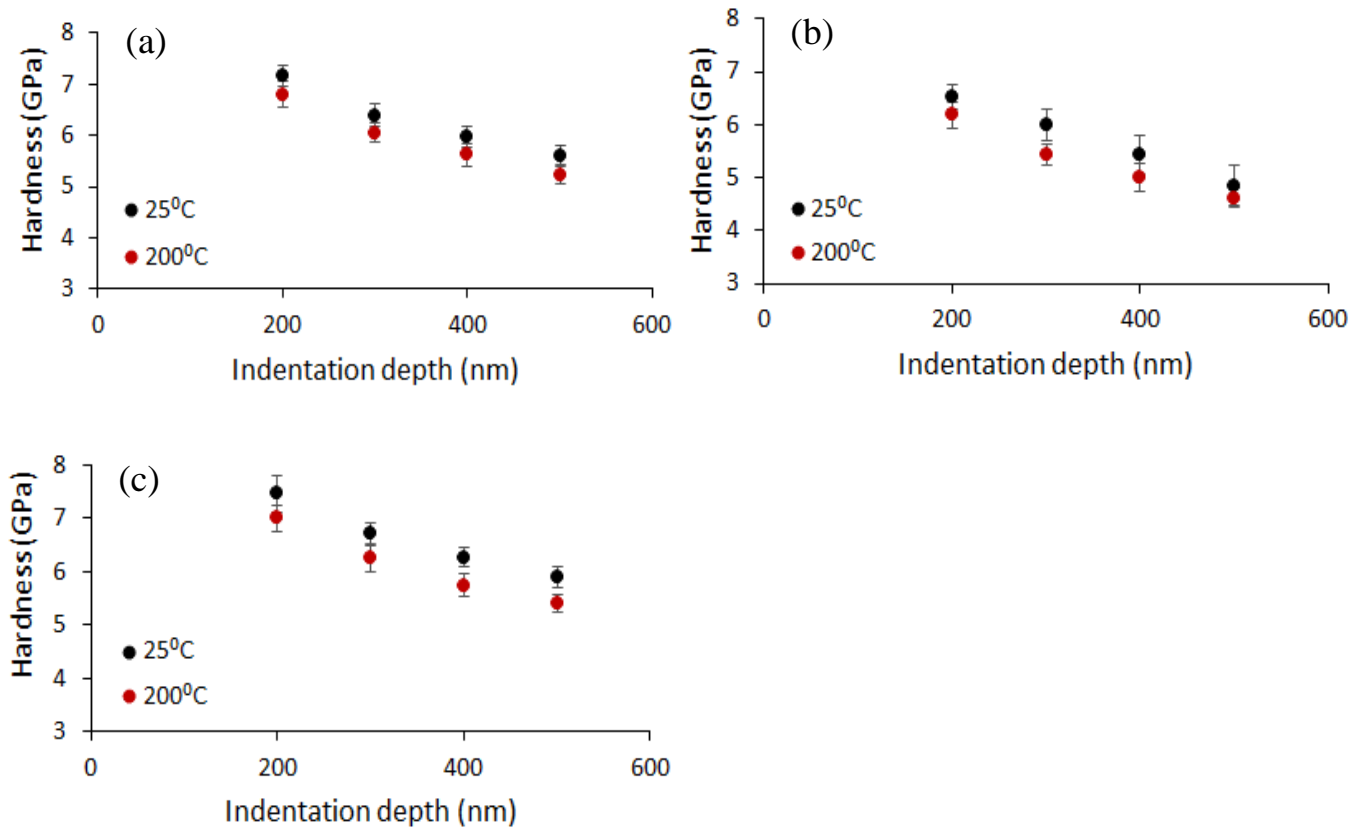 (a)
Hardness (GPa)
8
7
6
5
4
3
25⁰C
200⁰C
0 200 400 600
Indentation depth (nm)
(b)
Hardness (GPa)
8
7
6
5
4
3
25⁰C
200⁰C
0 200 400 600
Indentation depth (nm)
(c)
Hardness (GPa)
8
7
6
5
4
3
25⁰C
200⁰C
0 200 400 600
Indentation depth (nm)